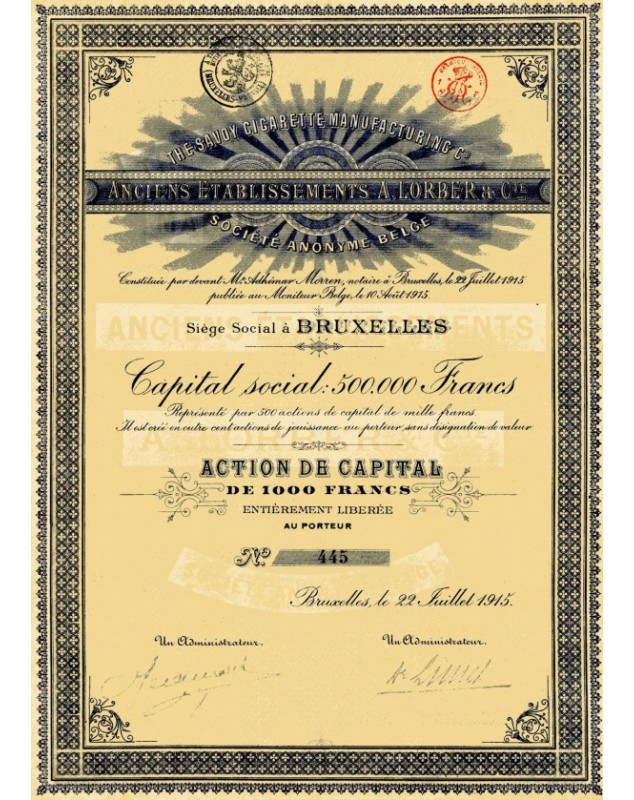 THE SAVOY CIGARETTE MANUFACTURING Cº
ANCIENS ETABLISSEMENTS A. LORBER & CIE
SOCIÉTÉ ANONYME BELGE
Constituée par devant Me Adhémar Morren, notaire à Bruxelles, le 22 Juillet 1915
publiée au Moniteur Belge, le 10 Août 1915.
Siège Social à BRUXELLES
ANCIENS ETABLISSEMENTS
Capital social: 500.000 Francs
Représenté par 500 actions de capital de mille francs.
Il est créé en outre cent actions de jouissance au porteur sans désignation de valeur
ACTION DE CAPITAL
DE 1000 FRANCS
ENTIÉREMENT LIBERÉE
AU PORTEUR
Nº 445
Bruxelles, le 22 Juillet 1915.
Un Administrateur. Un Administrateur.